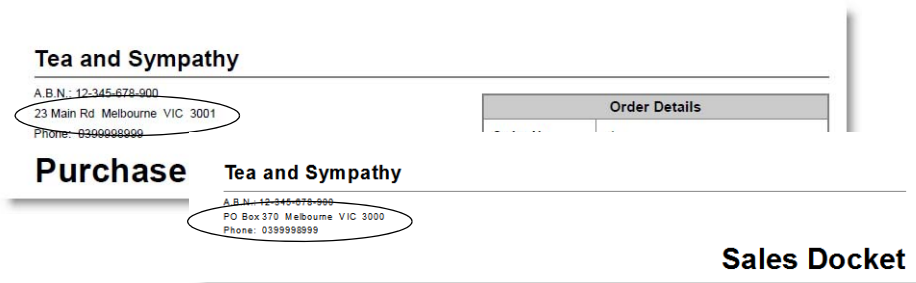 Tea and Sympathy
A.B.N.: 12-345-678-900
23 Main Rd Melbourne VIC 3001
Phone: 0399998999
Order Details
Purchase
Tea and Sympathy
A.B.N.: 12-345-678-900
PO Box 370 Melbourne VIC 3000
Phone: 0399998999
Sales Docket